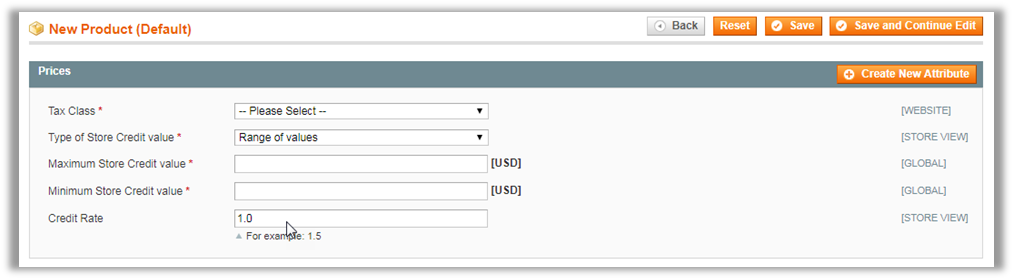 New Product (Default) Back Reset Save Save and Continue Edit
Prices Create New Attribute
Tax Class * -- Please Select -- [WEBSITE]
Type of Store Credit value * Range of values [STORE VIEW]
Maximum Store Credit value * [USD] [GLOBAL]
Minimum Store Credit value * [USD] [GLOBAL]
Credit Rate 1.0 [STORE VIEW]
For example: 1.5